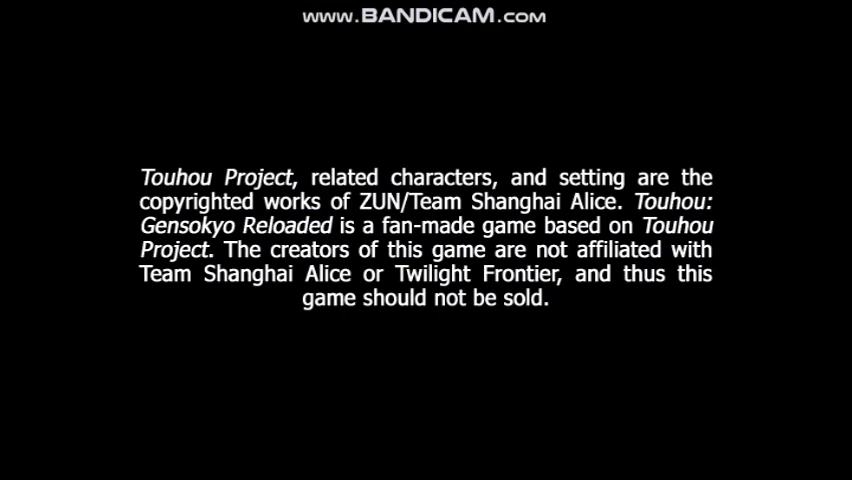 www.BANDICAM.com
Touhou Project, related characters, and setting are the
copyrighted works of ZUN/Team Shanghai Alice. Touhou:
Gensokyo Reloaded is a fan-made game based on Touhou
Project. The creators of this game are not affiliated with
Team Shanghai Alice or Twilight Frontier, and thus this
game should not be sold.